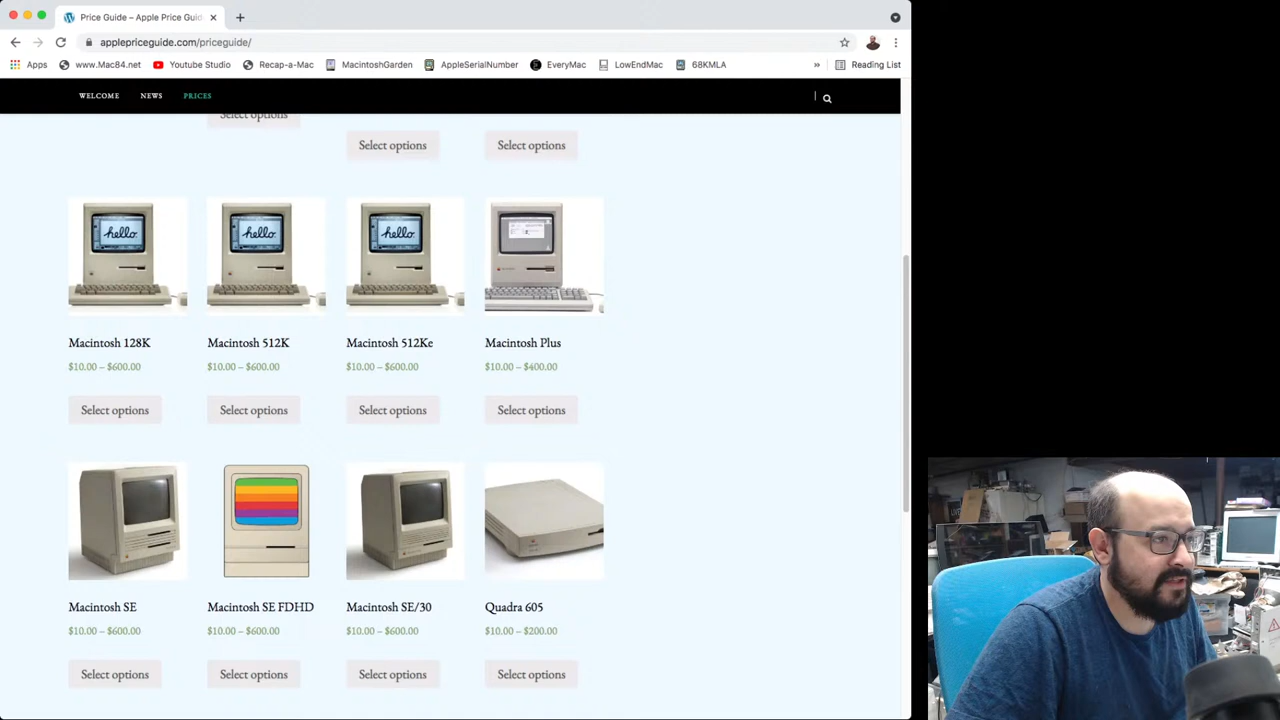 Price Guide – Apple Price Guid
applepriceguide.com/priceguide/
Apps www.Mac84.net Youtube Studio Recap-a-Mac MacintoshGarden AppleSerialNumber EveryMac LowEndMac 68KMLA » Reading List
WELCOME NEWS PRICES
Select options
Select options Select options
hello. hello. hello.
Macintosh 128K Macintosh 512K Macintosh 512Ke Macintosh Plus
$10.00 – $600.00 $10.00 – $600.00 $10.00 – $600.00 $10.00 – $400.00
Select options Select options Select options Select options
Macintosh SE Macintosh SE FDHD Macintosh SE/30 Quadra 605
$10.00 – $600.00 $10.00 – $600.00 $10.00 – $600.00 $10.00 – $200.00
Select options Select options Select options Select options